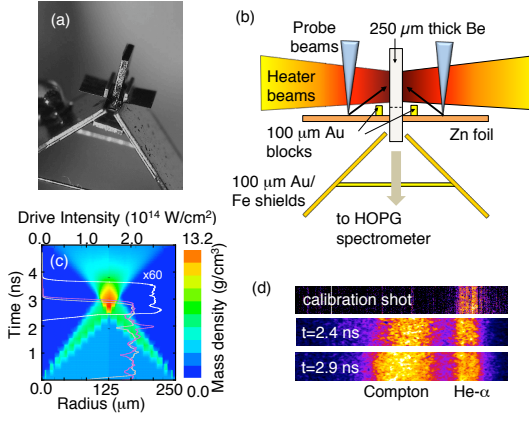 (a)
(b)
250 μm thick Be
Probe
beams
Heater
beams
100 μm Au
blocks
Zn foil
100 μm Au/
Fe shields
to HOPG
spectrometer
Drive Intensity (10¹⁴ W/cm²)
0.0 1,0 2,0 13.2
(c)
x60
4
3
2
1
Time (ns)
Mass density (g/cm³)
0.0 125 250 0.0
Radius (μm)
(d)
calibration shot
t=2.4 ns
t=2.9 ns
Compton He-α